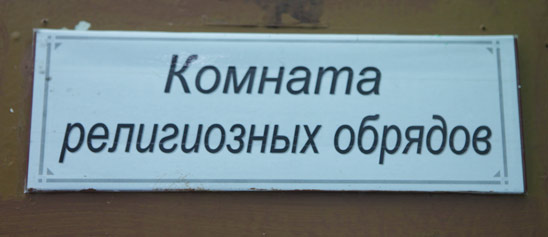 Комната
религиозных обрядов